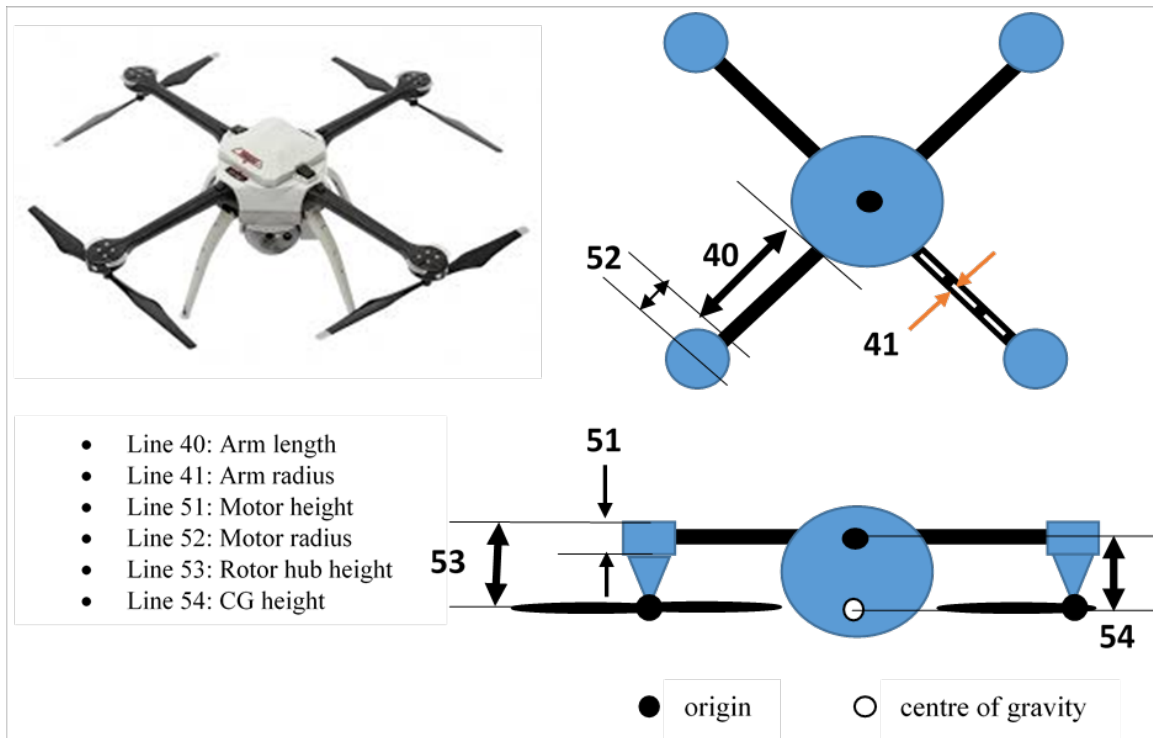 52
40
41
• Line 40: Arm length
• Line 41: Arm radius
• Line 51: Motor height
• Line 52: Motor radius
• Line 53: Rotor hub height
• Line 54: CG height
51
53
54
origin
centre of gravity